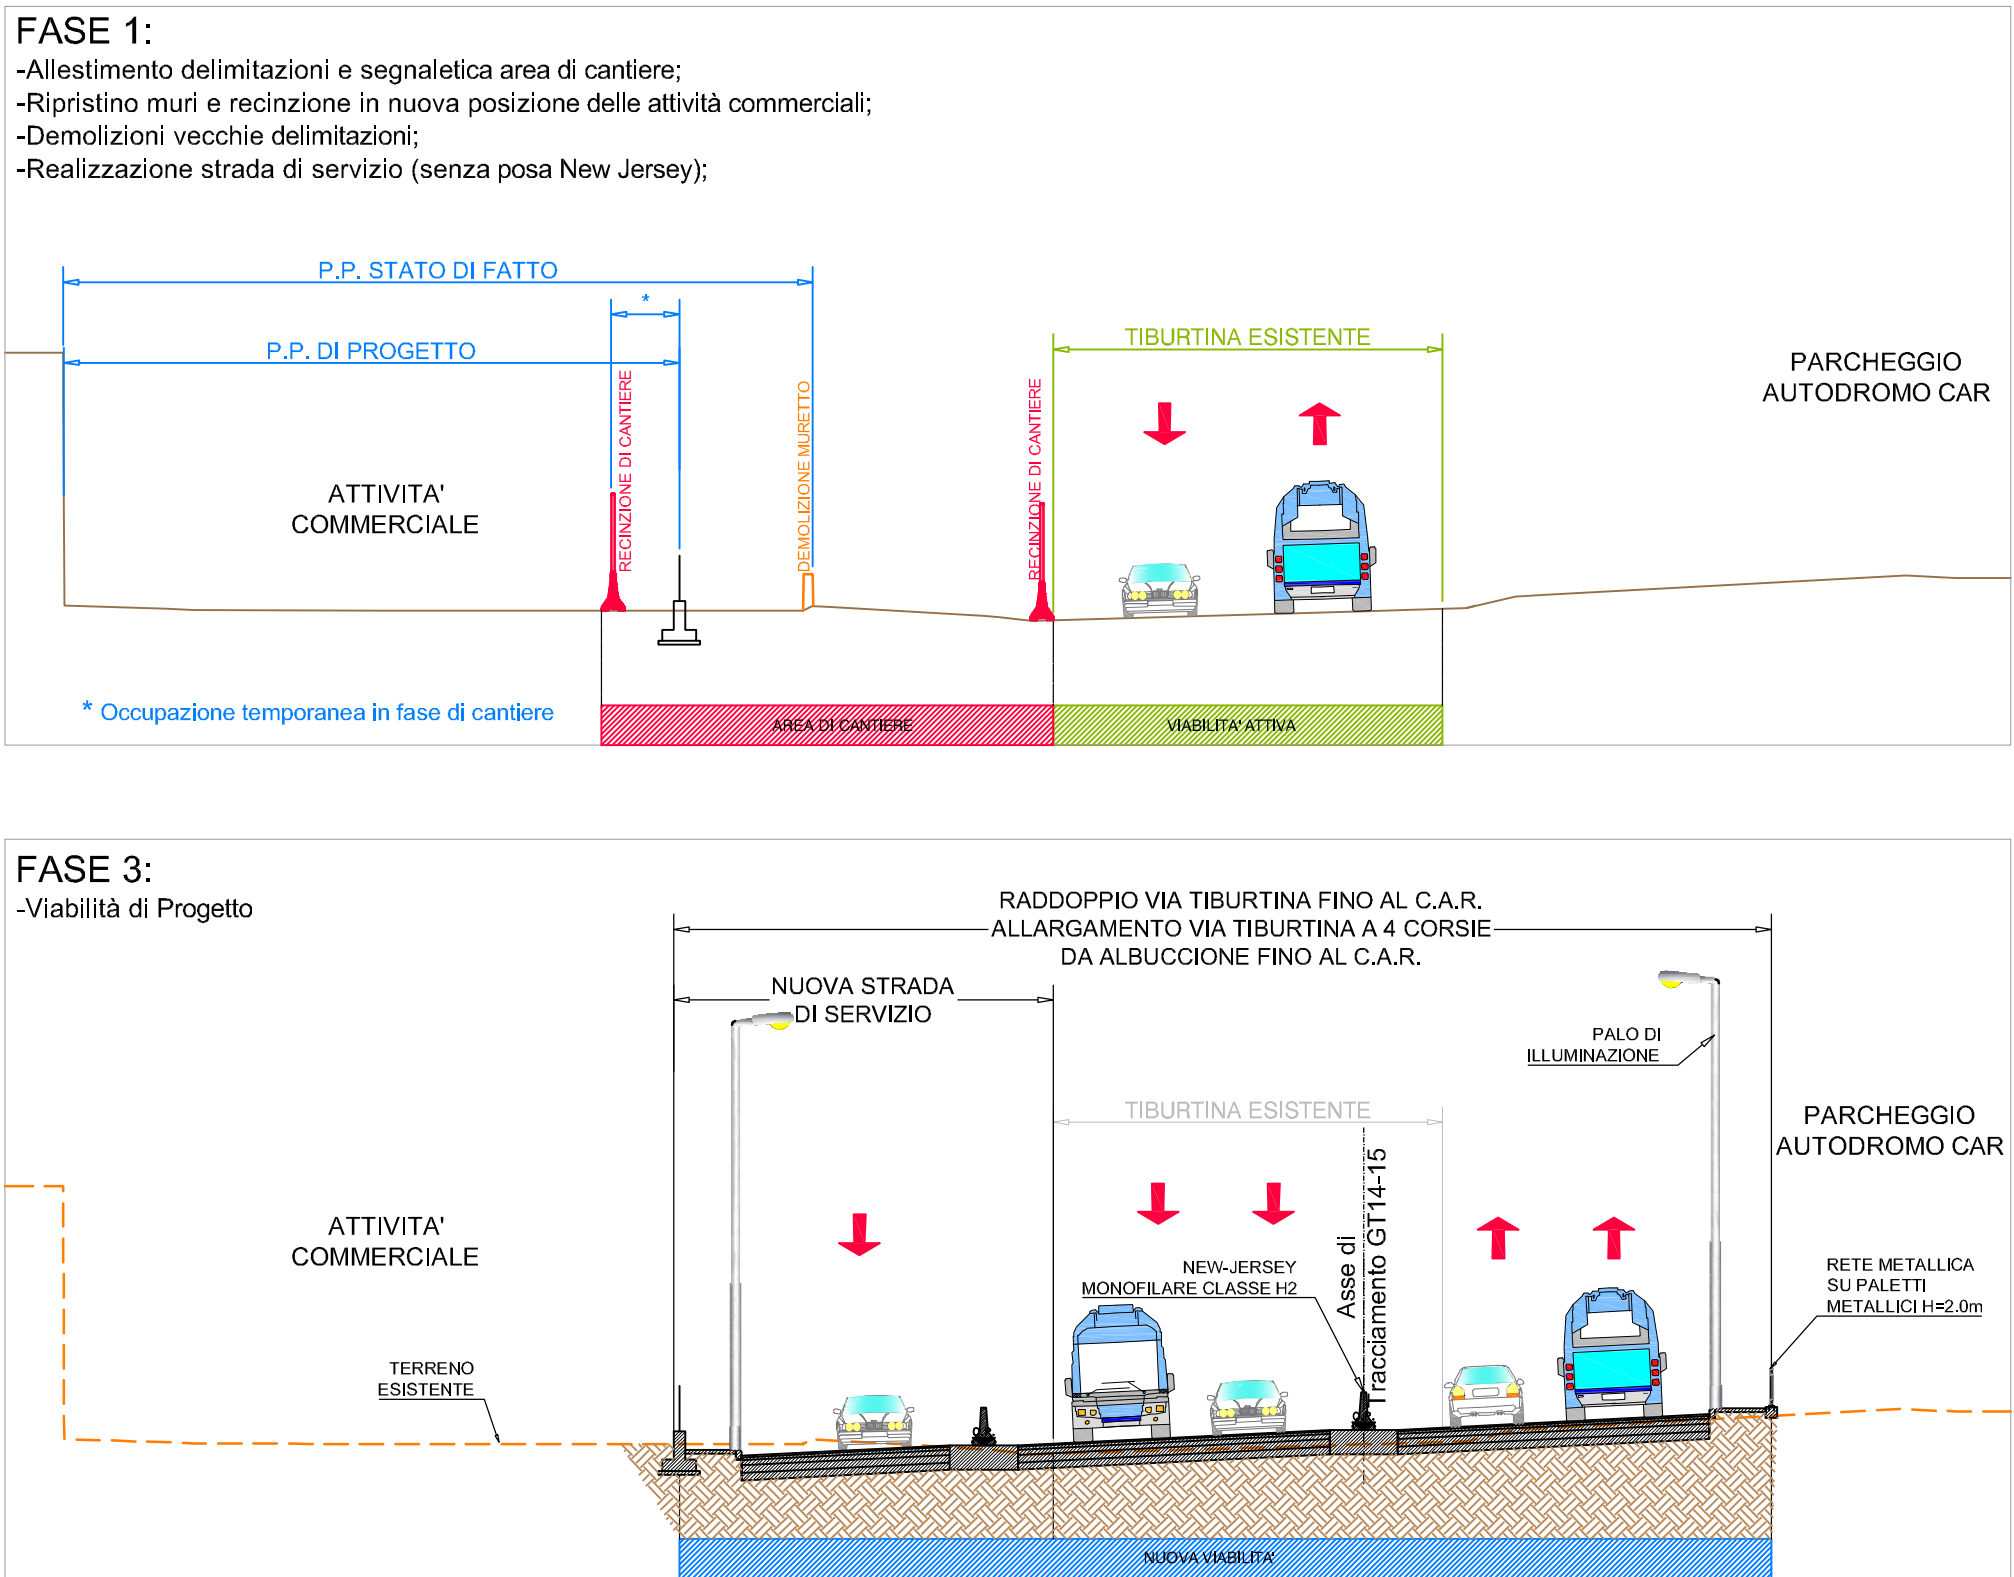 FASE 1:
-Allestimento delimitazioni e segnaletica area di cantiere;
-Ripristino muri e recinzione in nuova posizione delle attività commerciali;
-Demolizioni vecchie delimitazioni;
-Realizzazione strada di servizio (senza posa New Jersey);
P.P. STATO DI FATTO
*
P.P. DI PROGETTO
TIBURTINA ESISTENTE
PARCHEGGIO
AUTODROMO CAR
RECINZIONE DI CANTIERE
DEMOLIZIONE MURETTO
RECINZIONE DI CANTIERE
ATTIVITA'
COMMERCIALE
* Occupazione temporanea in fase di cantiere
AREA DI CANTIERE
VIABILITA' ATTIVA
FASE 3:
-Viabilità di Progetto
RADDOPPIO VIA TIBURTINA FINO AL C.A.R.
ALLARGAMENTO VIA TIBURTINA A 4 CORSIE
DA ALBUCCIONE FINO AL C.A.R.
NUOVA STRADA
DI SERVIZIO
PALO DI
ILLUMINAZIONE
TIBURTINA ESISTENTE
PARCHEGGIO
AUTODROMO CAR
ATTIVITA'
COMMERCIALE
Asse di
Tracciamento GT14-15
NEW-JERSEY
MONOFILARE CLASSE H2
RETE METALLICA
SU PALETTI
METALLICI H=2.0m
TERRENO
ESISTENTE
NUOVA VIABILITA'